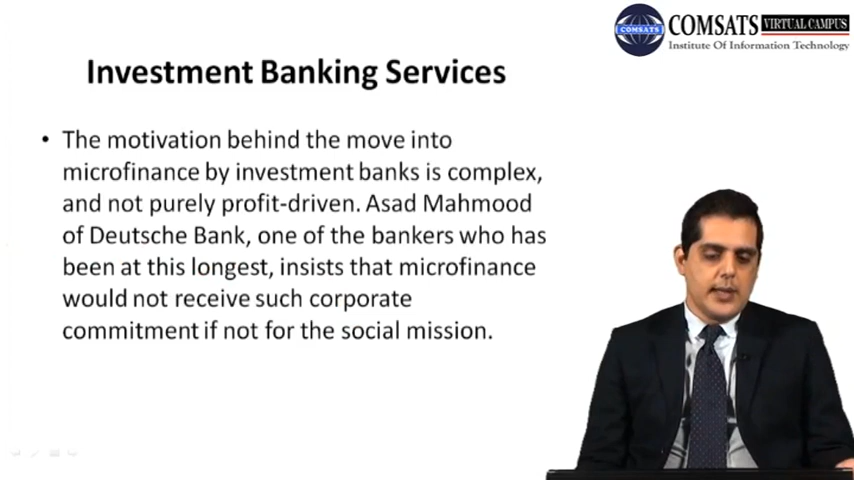 COMSATS VIRTUAL CAMPUS
Institute Of Information Technology
COMSATS
Investment Banking Services
• The motivation behind the move into
microfinance by investment banks is complex,
and not purely profit-driven. Asad Mahmood
of Deutsche Bank, one of the bankers who has
been at this longest, insists that microfinance
would not receive such corporate
commitment if not for the social mission.